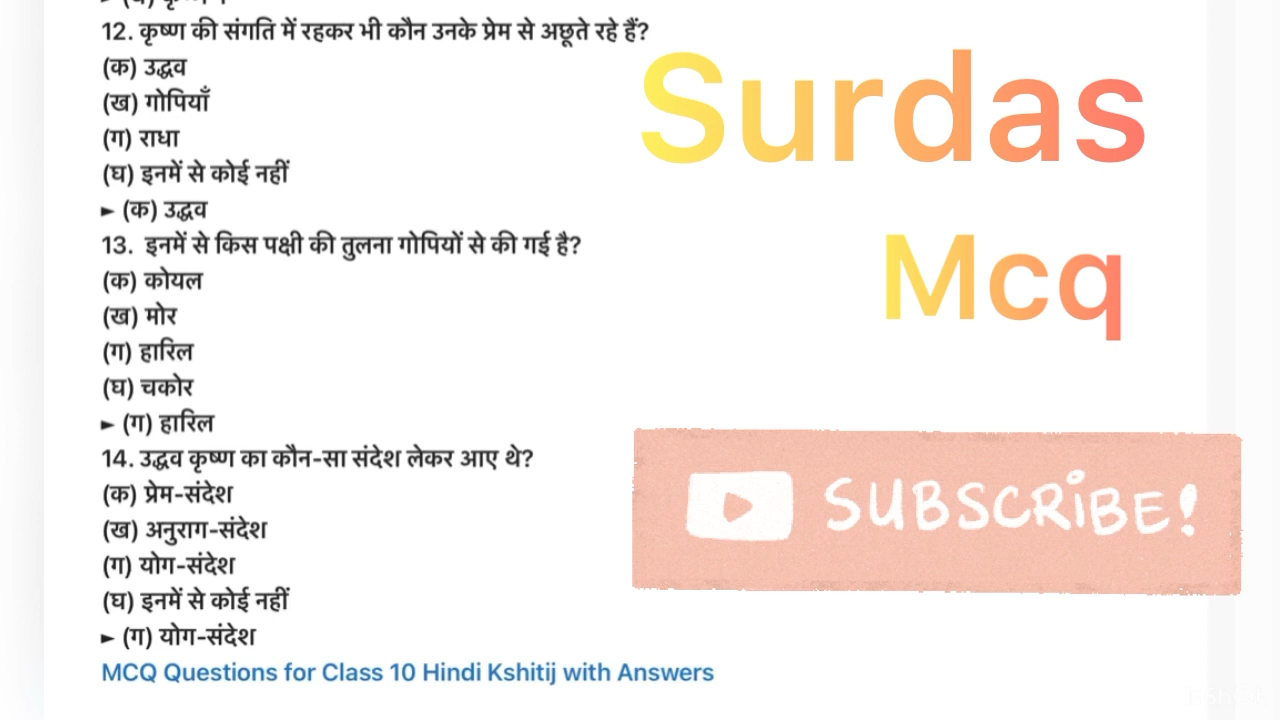 12. कृष्ण की संगति में रहकर भी कौन उनके प्रेम से अछूते रहे हैं?
(क) उद्धव
(ख) गोपियाँ
(ग) राधा
(घ) इनमें से कोई नहीं
► (क) उद्धव
13. इनमें से किस पक्षी की तुलना गोपियों से की गई है?
(क) कोयल
(ख) मोर
(ग) हारिल
(घ) चकोर
► (ग) हारिल
14. उद्धव कृष्ण का कौन-सा संदेश लेकर आए थे?
(क) प्रेम-संदेश
(ख) अनुराग-संदेश
(ग) योग-संदेश
(घ) इनमें से कोई नहीं
► (ग) योग-संदेश
MCQ Questions for Class 10 Hindi Kshitij with Answers
Surdas
Mcq
SUBSCRiBE!